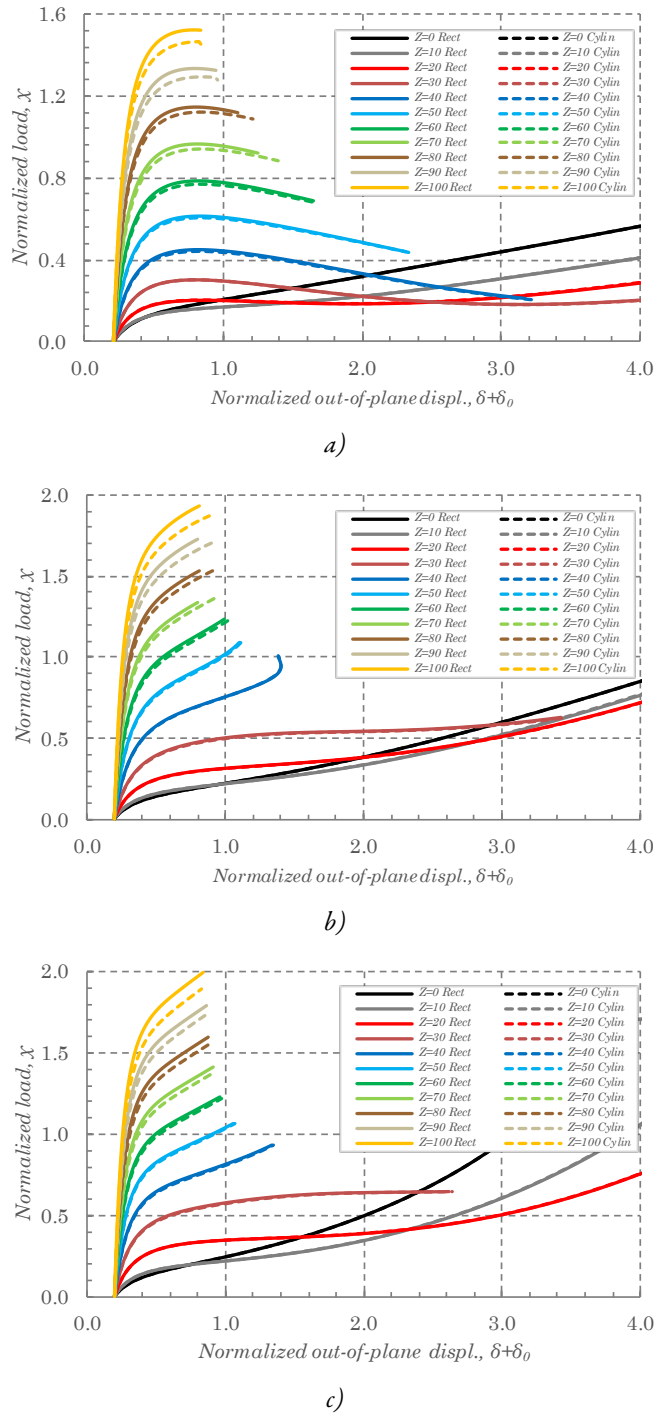 Normalized load, χ
1.6
1.2
0.8
0.4
0.0
Z=0 Rect Z=0 Cylin
Z=10 Rect Z=10 Cylin
Z=20 Rect Z=20 Cylin
Z=30 Rect Z=30 Cylin
Z=40 Rect Z=40 Cylin
Z=50 Rect Z=50 Cylin
Z=60 Rect Z=60 Cylin
Z=70 Rect Z=70 Cylin
Z=80 Rect Z=80 Cylin
Z=90 Rect Z=90 Cylin
Z=100 Rect Z=100 Cylin
0.0 1.0 2.0 3.0 4.0
Normalized out-of-plane displ., δ+δ0
a)
Normalized load, χ
2.0
1.5
1.0
0.5
0.0
Z=0 Rect Z=0 Cylin
Z=10 Rect Z=10 Cylin
Z=20 Rect Z=20 Cylin
Z=30 Rect Z=30 Cylin
Z=40 Rect Z=40 Cylin
Z=50 Rect Z=50 Cylin
Z=60 Rect Z=60 Cylin
Z=70 Rect Z=70 Cylin
Z=80 Rect Z=80 Cylin
Z=90 Rect Z=90 Cylin
Z=100 Rect Z=100 Cylin
0.0 1.0 2.0 3.0 4.0
Normalized out-of-plane displ., δ+δ0
b)
Normalized load, χ
2.0
1.5
1.0
0.5
0.0
Z=0 Rect Z=0 Cylin
Z=10 Rect Z=10 Cylin
Z=20 Rect Z=20 Cylin
Z=30 Rect Z=30 Cylin
Z=40 Rect Z=40 Cylin
Z=50 Rect Z=50 Cylin
Z=60 Rect Z=60 Cylin
Z=70 Rect Z=70 Cylin
Z=80 Rect Z=80 Cylin
Z=90 Rect Z=90 Cylin
Z=100 Rect Z=100 Cylin
0.0 1.0 2.0 3.0 4.0
Normalized out-of-plane displ., δ+δ0
c)